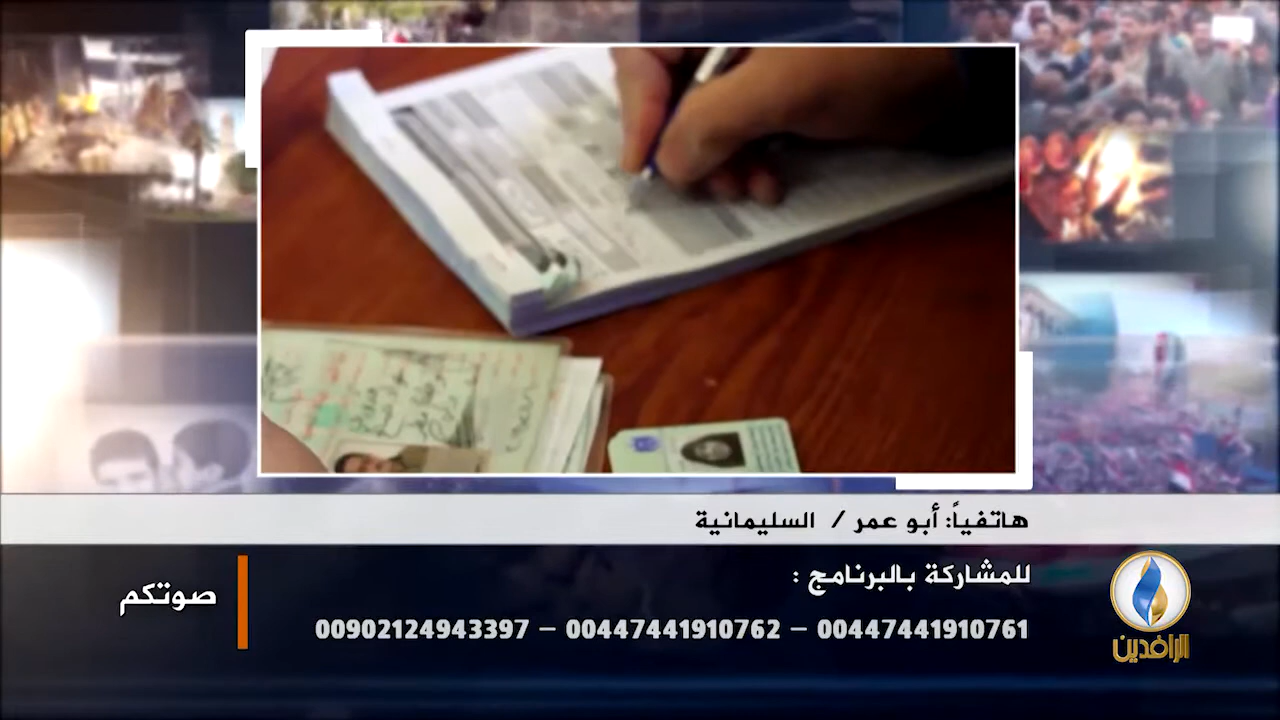 هاتفياً: أبو عمر / السليمانية
للمشاركة بالبرنامج :
00902124943397 – 00447441910762 – 00447441910761
صوتكم
الرافدين